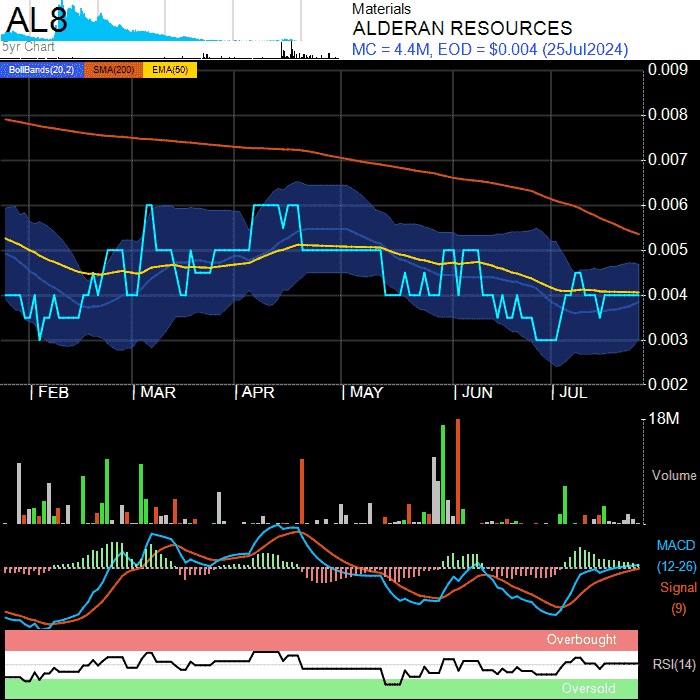 AL8
5yr Chart
Materials
ALDERAN RESOURCES
MC = 4.4M, EOD = $0.004 (25Jul2024)
BollBands(20,2) SMA(200) EMA(50)
0.009
0.008
0.007
0.006
0.005
0.004
0.003
0.002
FEB MAR APR MAY JUN JUL
18M
Volume
MACD
(12-26)
Signal
(9)
Overbought
RSI(14)
Oversold